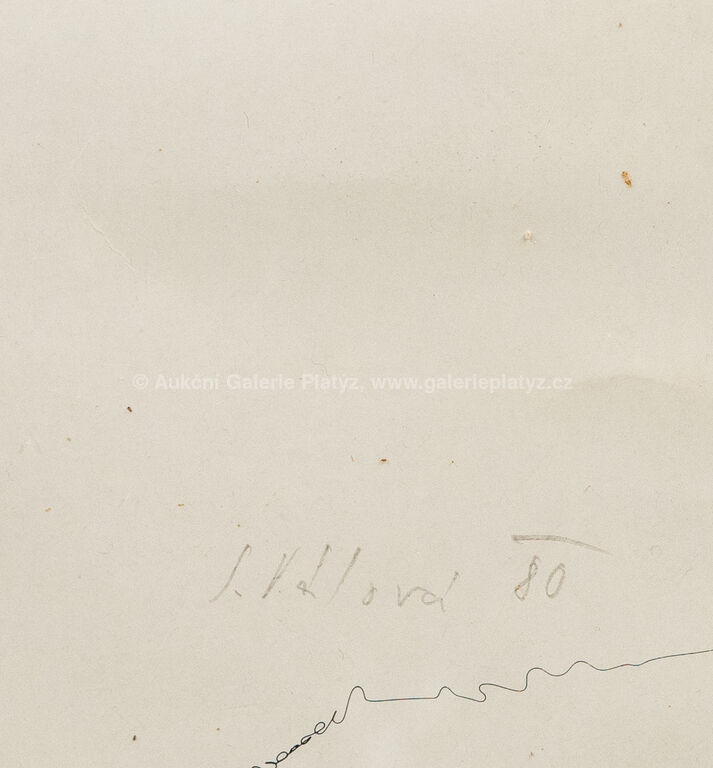 © Aukční Galerie Platýz, www.galerieplatyz.cz
J. Válová 80